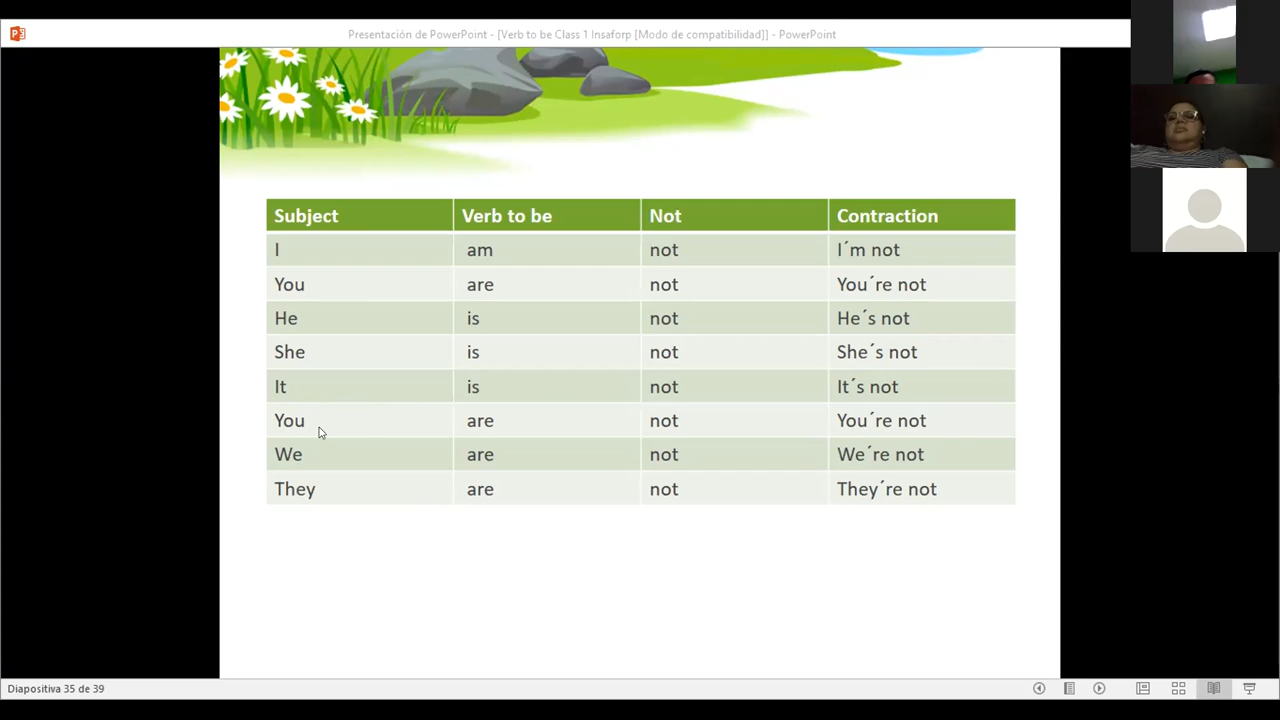 Presentación de PowerPoint - [Verb to be Class 1 Insaforp [Modo de compatibilidad]] - PowerPoint
Subject Verb to be Not Contraction
I am not I´m not
You are not You´re not
He is not He´s not
She is not She´s not
It is not It´s not
You are not You´re not
We are not We´re not
They are not They´re not
Diapositiva 35 de 39